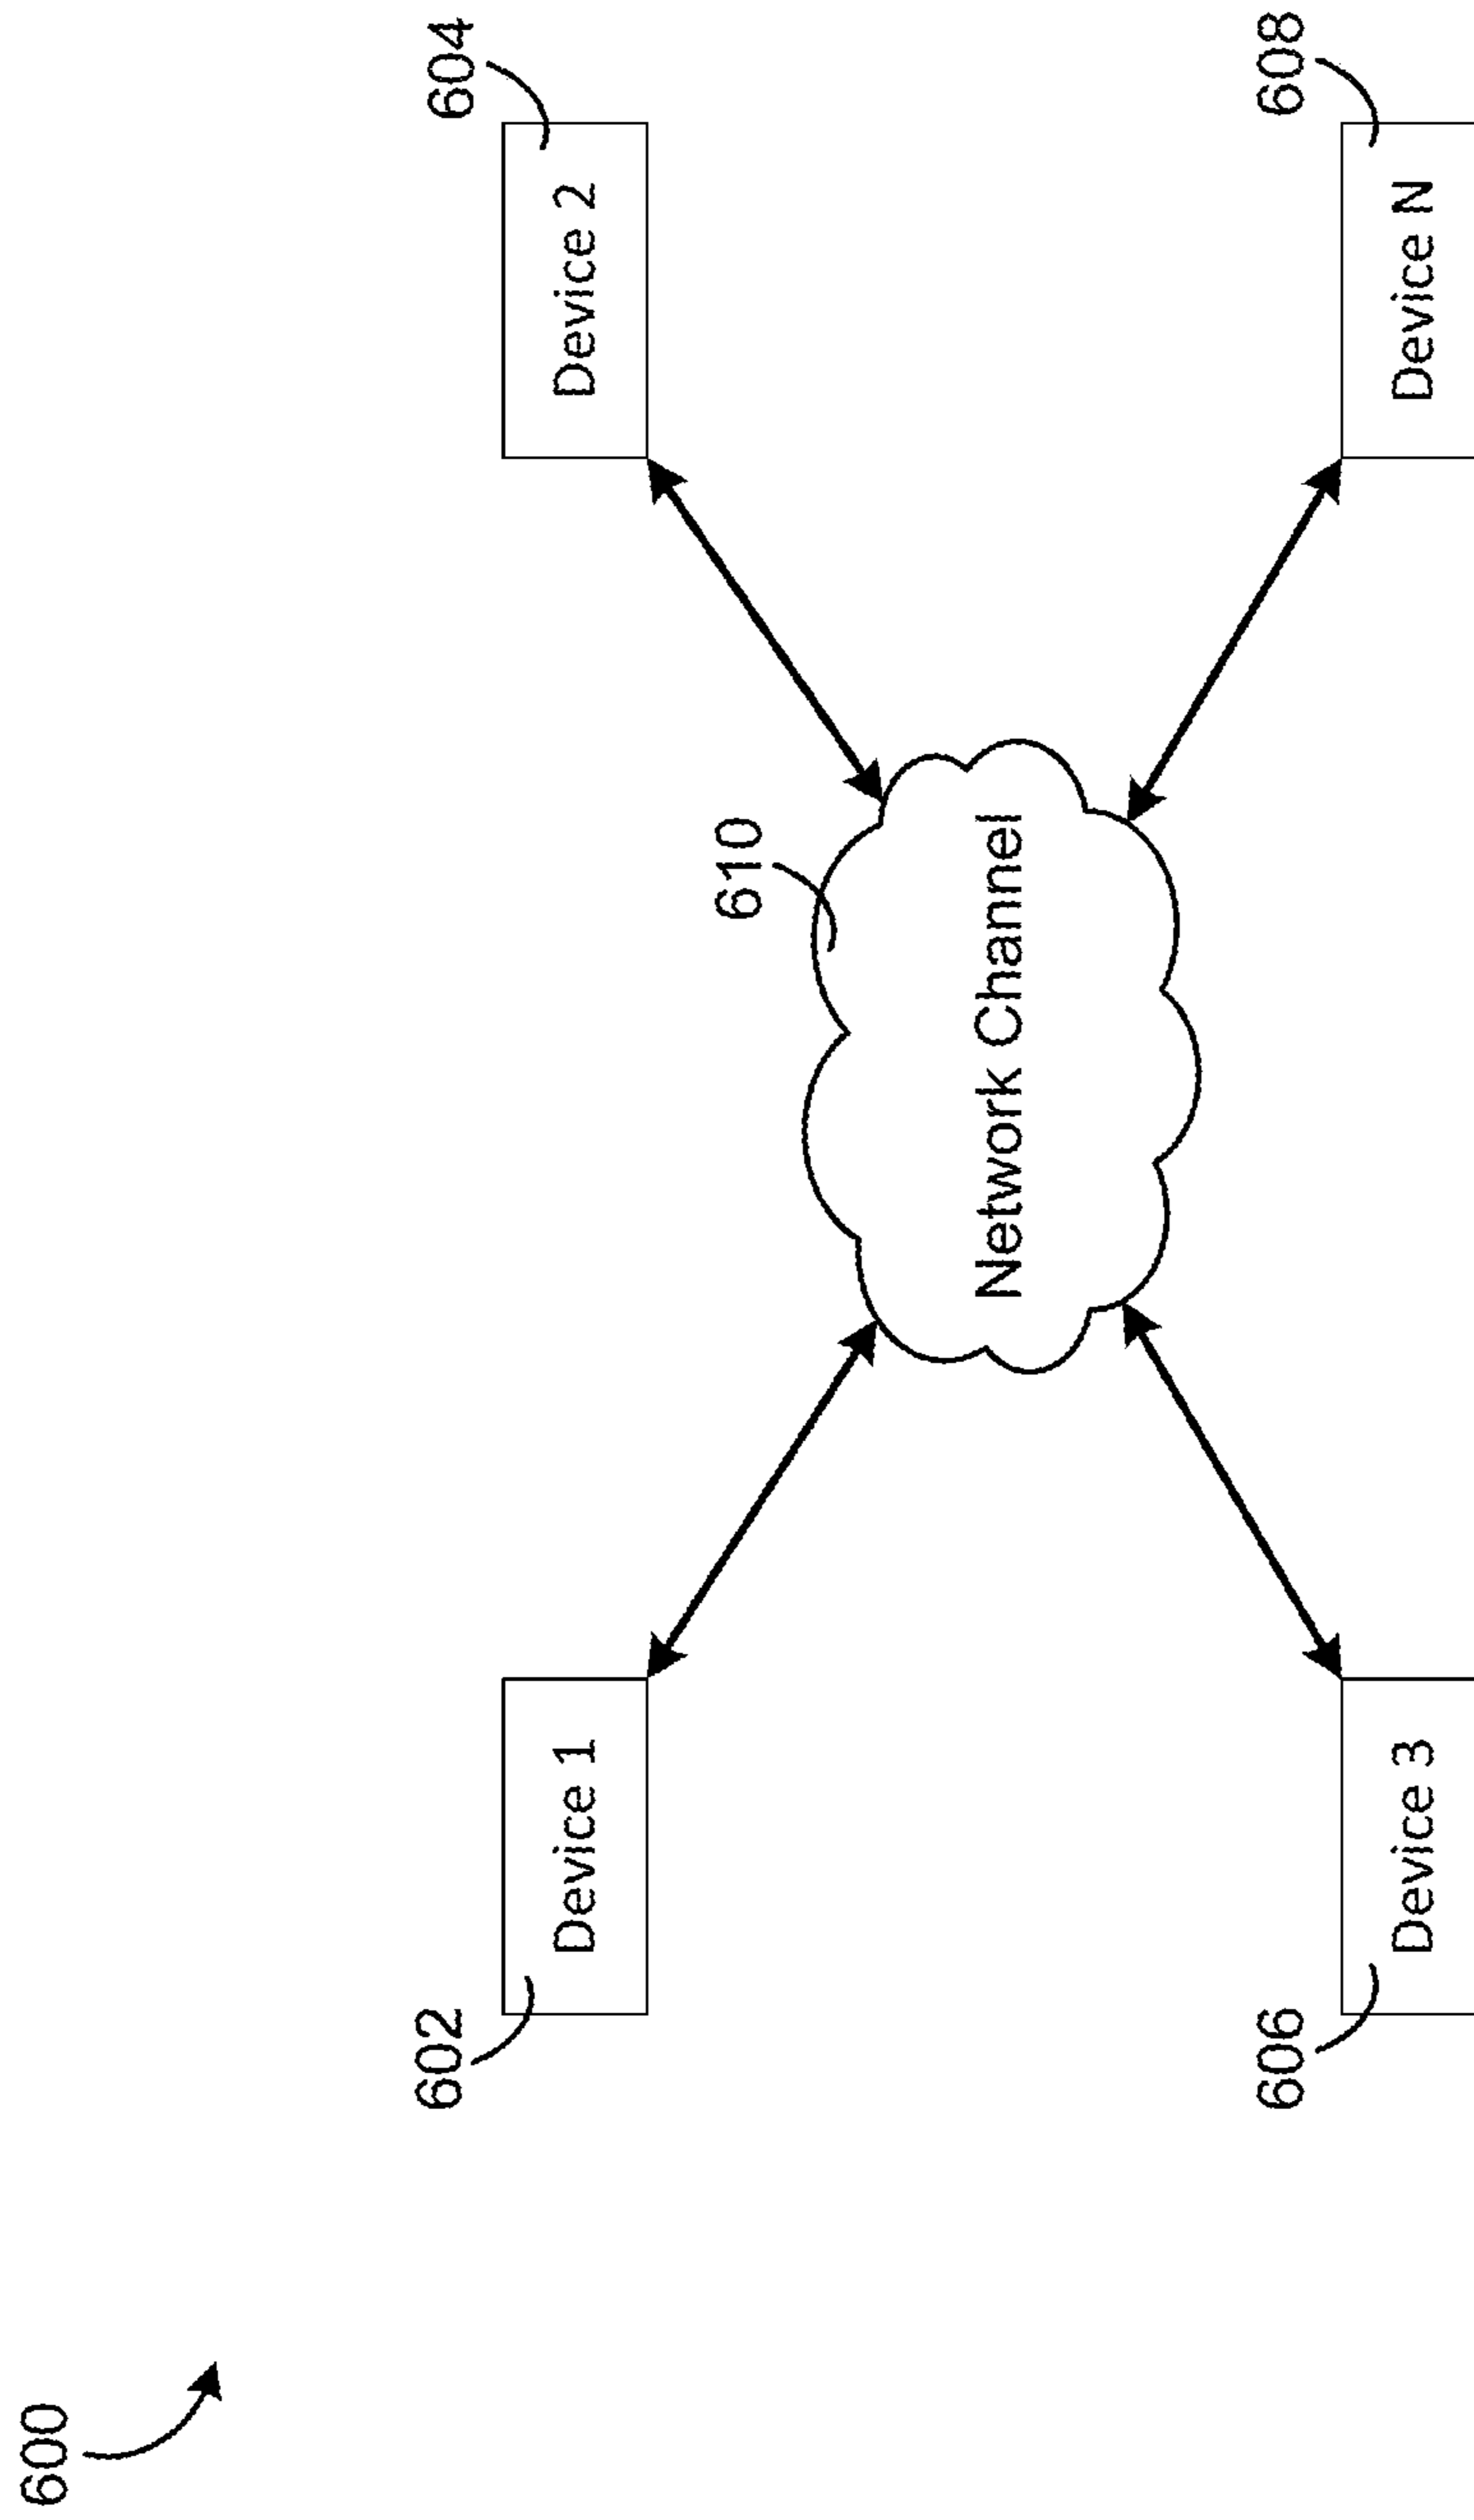 600
602
604
Device 1
Device 2
610
Network Channel
606
608
Device 3
Device N